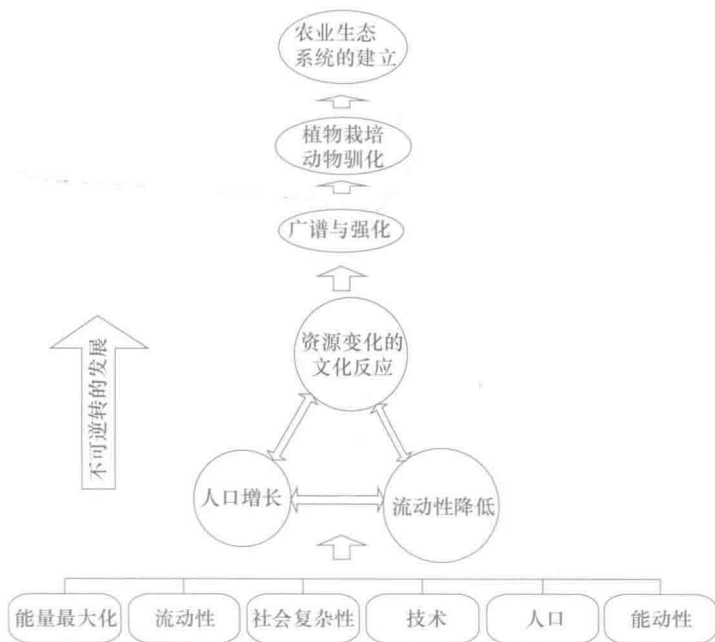 农业生态
系统的建立
植物栽培
动物驯化
广谱与强化
资源变化的
文化反应
不可逆转的发展
人口增长
流动性降低
能量最大化
流动性
社会复杂性
技术
人口
能动性